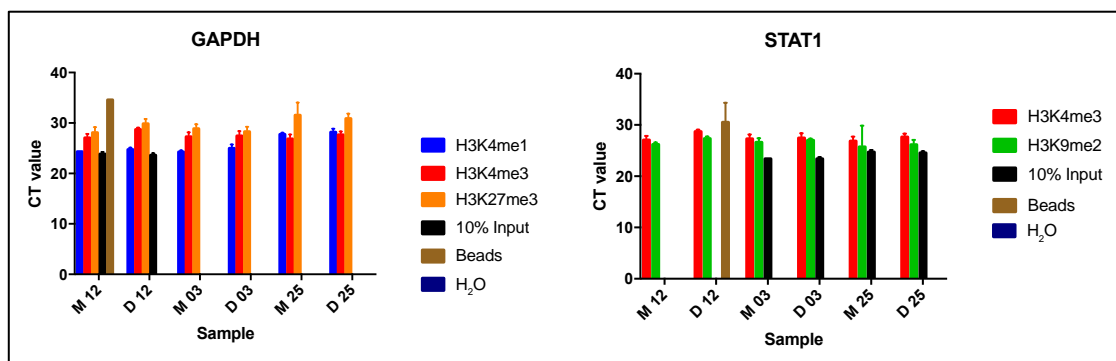 GAPDH
CT value
40
30
20
10
0
M 12
D 12
M 03
D 03
M 25
D 25
Sample
H3K4me1
H3K4me3
H3K27me3
10% Input
Beads
H₂O
STAT1
CT value
40
30
20
10
0
M 12
D 12
M 03
D 03
M 25
D 25
Sample
H3K4me3
H3K9me2
10% Input
Beads
H₂O